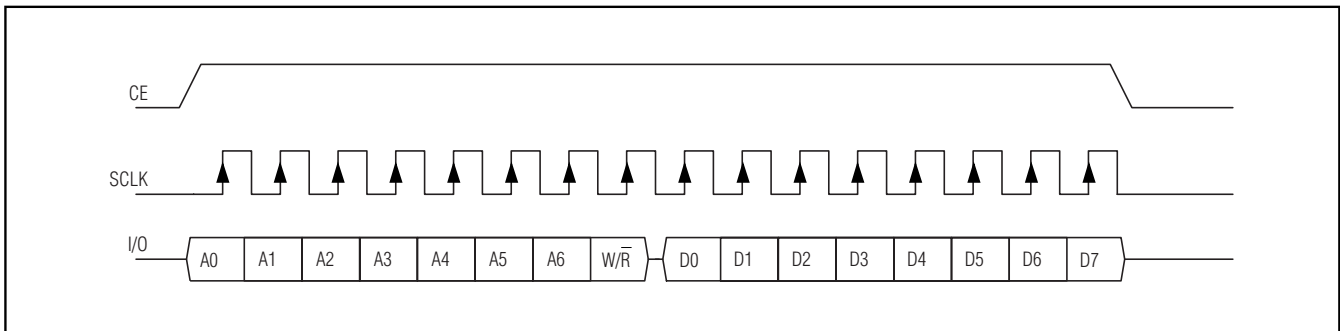 CE
SCLK
I/O
A0 A1 A2 A3 A4 A5 A6 W/R̅ D0 D1 D2 D3 D4 D5 D6 D7